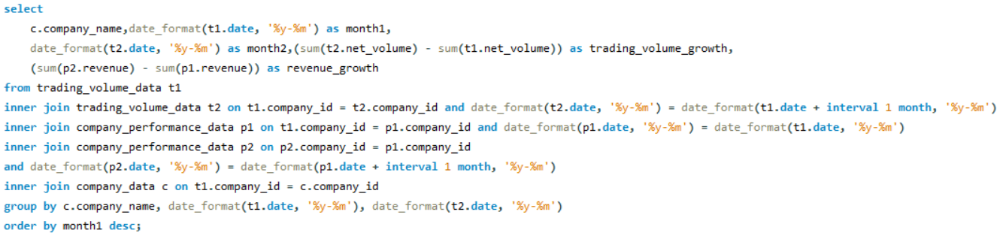 select
c.company_name,date_format(t1.date, '%y-%m') as month1,
date_format(t2.date, '%y-%m') as month2,(sum(t2.net_volume) - sum(t1.net_volume)) as trading_volume_growth,
(sum(p2.revenue) - sum(p1.revenue)) as revenue_growth
from trading_volume_data t1
inner join trading_volume_data t2 on t1.company_id = t2.company_id and date_format(t2.date, '%y-%m') = date_format(t1.date + interval 1 month, '%y-%m')
inner join company_performance_data p1 on t1.company_id = p1.company_id and date_format(p1.date, '%y-%m') = date_format(t1.date, '%y-%m')
inner join company_performance_data p2 on p2.company_id = p1.company_id
and date_format(p2.date, '%y-%m') = date_format(p1.date + interval 1 month, '%y-%m')
inner join company_data c on t1.company_id = c.company_id
group by c.company_name, date_format(t1.date, '%y-%m'), date_format(t2.date, '%y-%m')
order by month1 desc;